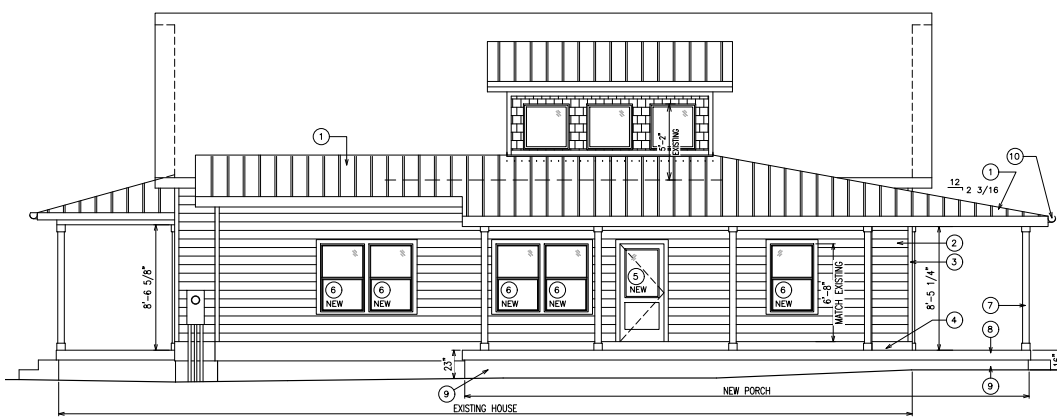 1
5'-2"
EXISTING
10
1
12
2 3/16
2
3
8'-6 5/8"
6
NEW
6
NEW
6
NEW
6
NEW
5
NEW
6
NEW
6'-8"
MATCH EXISTING
8'-5 1/4"
7
4
8
23"
16"
9
9
NEW PORCH
EXISTING HOUSE